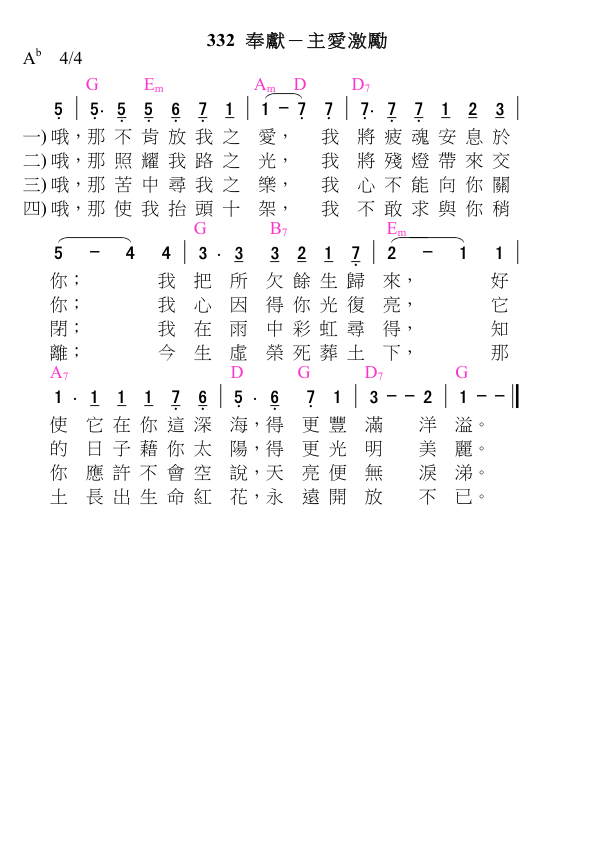 332 奉獻－主愛激勵
A♭ 4/4
G Em Am D D7
5 | 5· 5 5 6 7 1 | 1 － 7 7 | 7· 7 7 1 2 3 |
一) 哦，那不肯放我之愛， 我將疲魂安息於
二) 哦，那照耀我路之光， 我將殘燈帶來交
三) 哦，那苦中尋我之樂， 我心不能向你關
四) 哦，那使我抬頭十架， 我不敢求與你稍
G B7 Em
5 － 4 4 | 3 · 3 3 2 1 7 | 2 － 1 1 |
你； 我把所欠餘生歸來， 好
你； 我心因得你光復亮， 它
閉； 我在雨中彩虹尋得， 知
離； 今生虛榮死葬土下， 那
A7 D G D7 G
1 · 1 1 1 7 6 | 5 · 6 7 1 | 3 － － 2 | 1 － － ‖
使它在你這深海，得更豐滿洋溢。
的日子藉你太陽，得更光明美麗。
你應許不會空說，天亮便無淚涕。
土長出生命紅花，永遠開放不已。